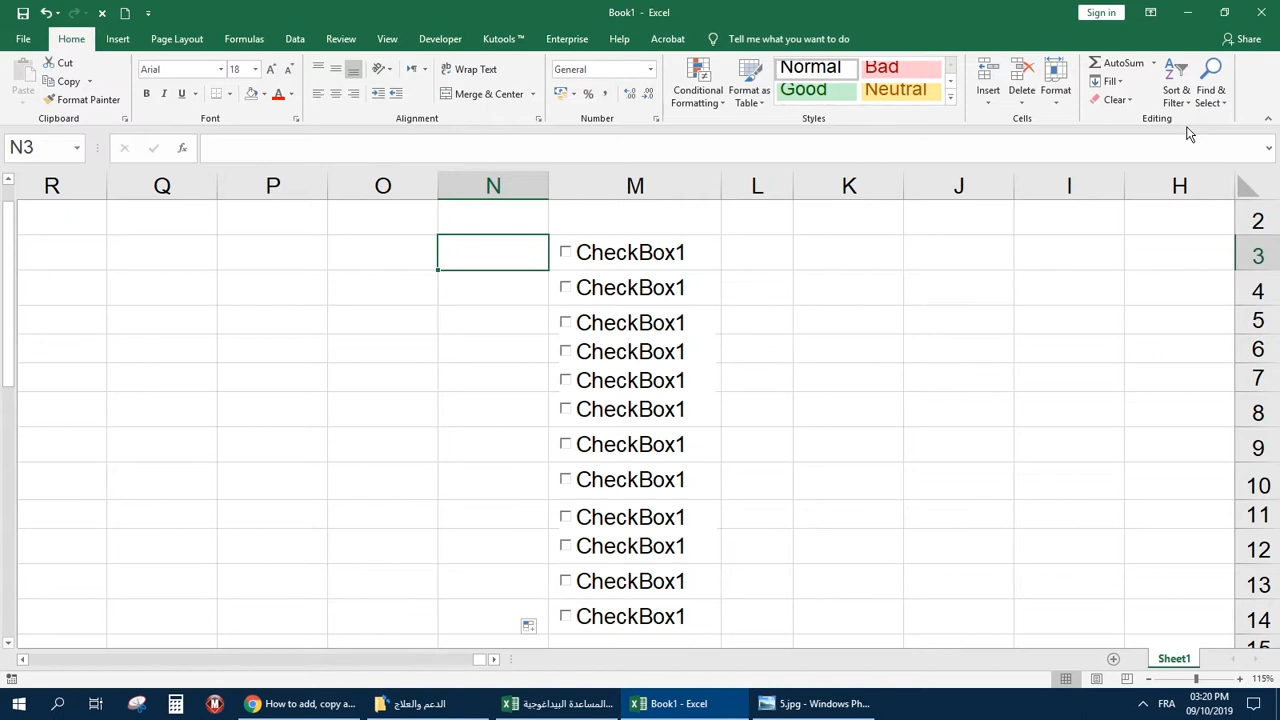 Book1 - Excel
Sign in
File Home Insert Page Layout Formulas Data Review View Developer Kutools ™ Enterprise Help Acrobat Tell me what you want to do Share
Paste
Cut
Copy
Format Painter
Clipboard
Arial 18
B I U
Font
Wrap Text
Merge & Center
Alignment
General
%
Number
Conditional Formatting
Format as Table
Normal Bad
Good Neutral
Styles
Insert Delete Format
Cells
AutoSum
Fill
Clear
Sort & Filter
Find & Select
Editing
N3
R Q P O N M L K J I H
2
CheckBox1 3
CheckBox1 4
CheckBox1 5
CheckBox1 6
CheckBox1 7
CheckBox1 8
CheckBox1 9
CheckBox1 10
CheckBox1 11
CheckBox1 12
CheckBox1 13
CheckBox1 14
15
Sheet1
115%
How to add, copy a...
الدعم والعلاج
المساعدة البيداغوجية...
Book1 - Excel
5.jpg - Windows Ph...
FRA
03:20 PM
09/10/2019